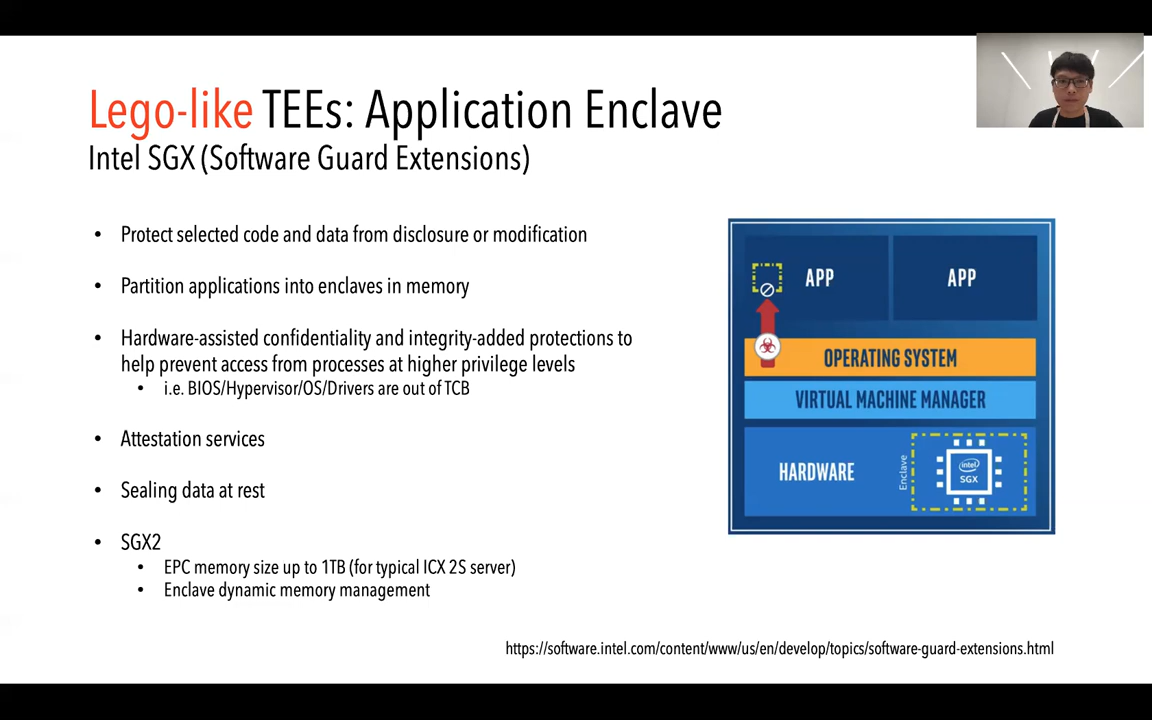 Lego-like TEEs: Application Enclave
Intel SGX (Software Guard Extensions)
• Protect selected code and data from disclosure or modification
• Partition applications into enclaves in memory
• Hardware-assisted confidentiality and integrity-added protections to
help prevent access from processes at higher privilege levels
• i.e. BIOS/Hypervisor/OS/Drivers are out of TCB
• Attestation services
• Sealing data at rest
• SGX2
• EPC memory size up to 1TB (for typical ICX 2S server)
• Enclave dynamic memory management
APP
APP
OPERATING SYSTEM
VIRTUAL MACHINE MANAGER
HARDWARE
Enclave
intel
SGX
https://software.intel.com/content/www/us/en/develop/topics/software-guard-extensions.html